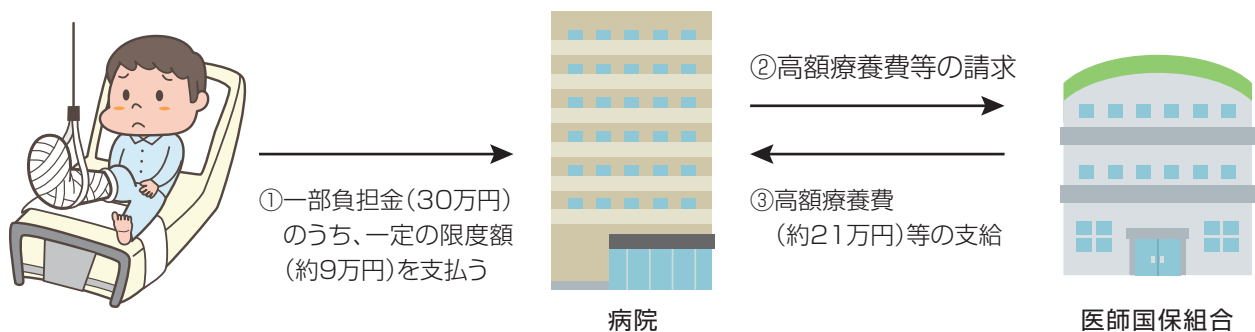 ①一部負担金(30万円)
のうち、一定の限度額
(約9万円)を支払う
病院
②高額療養費等の請求
③高額療養費
(約21万円)等の支給
医師国保組合